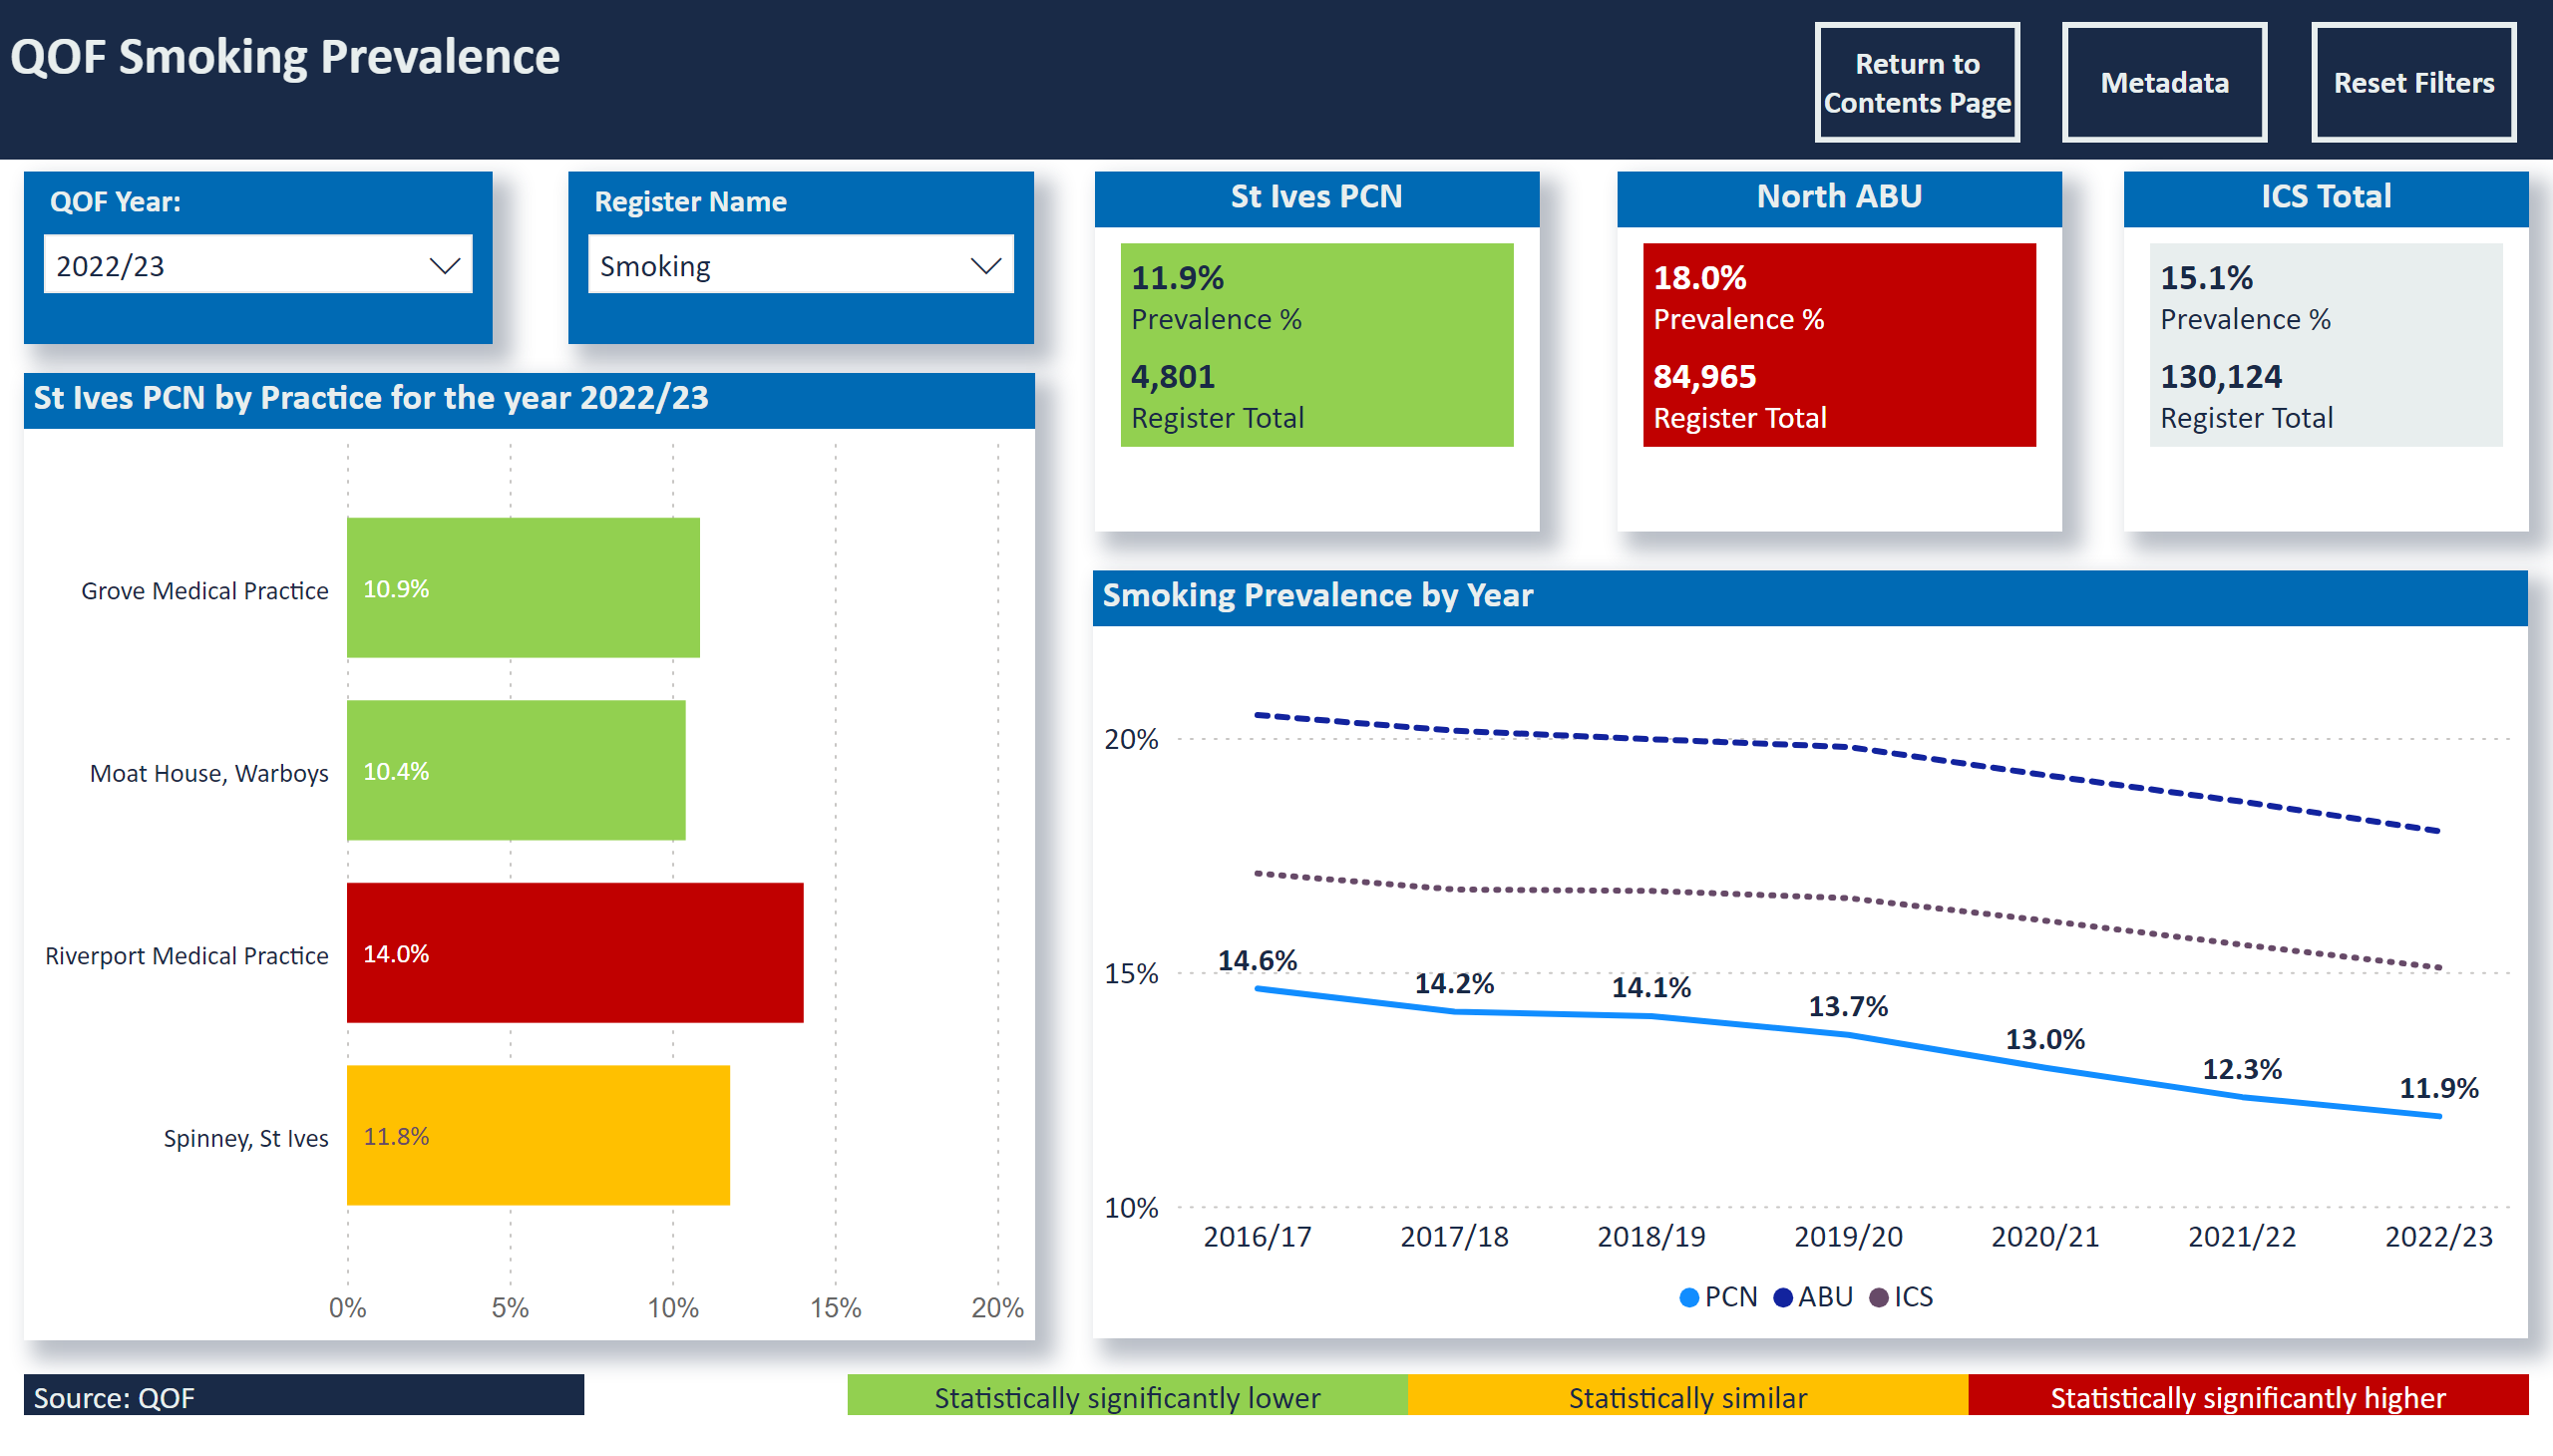 QOF Smoking Prevalence
Return to
Contents Page
Metadata
Reset Filters
QOF Year:
2022/23
Register Name
Smoking
St Ives PCN
11.9%
Prevalence %
4,801
Register Total
North ABU
18.0%
Prevalence %
84,965
Register Total
ICS Total
15.1%
Prevalence %
130,124
Register Total
St Ives PCN by Practice for the year 2022/23
Grove Medical Practice
10.9%
Moat House, Warboys
10.4%
Riverport Medical Practice
14.0%
Spinney, St Ives
11.8%
0% 5% 10% 15% 20%
Smoking Prevalence by Year
20%
15%
10%
14.6% 14.2% 14.1% 13.7% 13.0% 12.3% 11.9%
2016/17 2017/18 2018/19 2019/20 2020/21 2021/22 2022/23
PCN ABU ICS
Source: QOF
Statistically significantly lower
Statistically similar
Statistically significantly higher